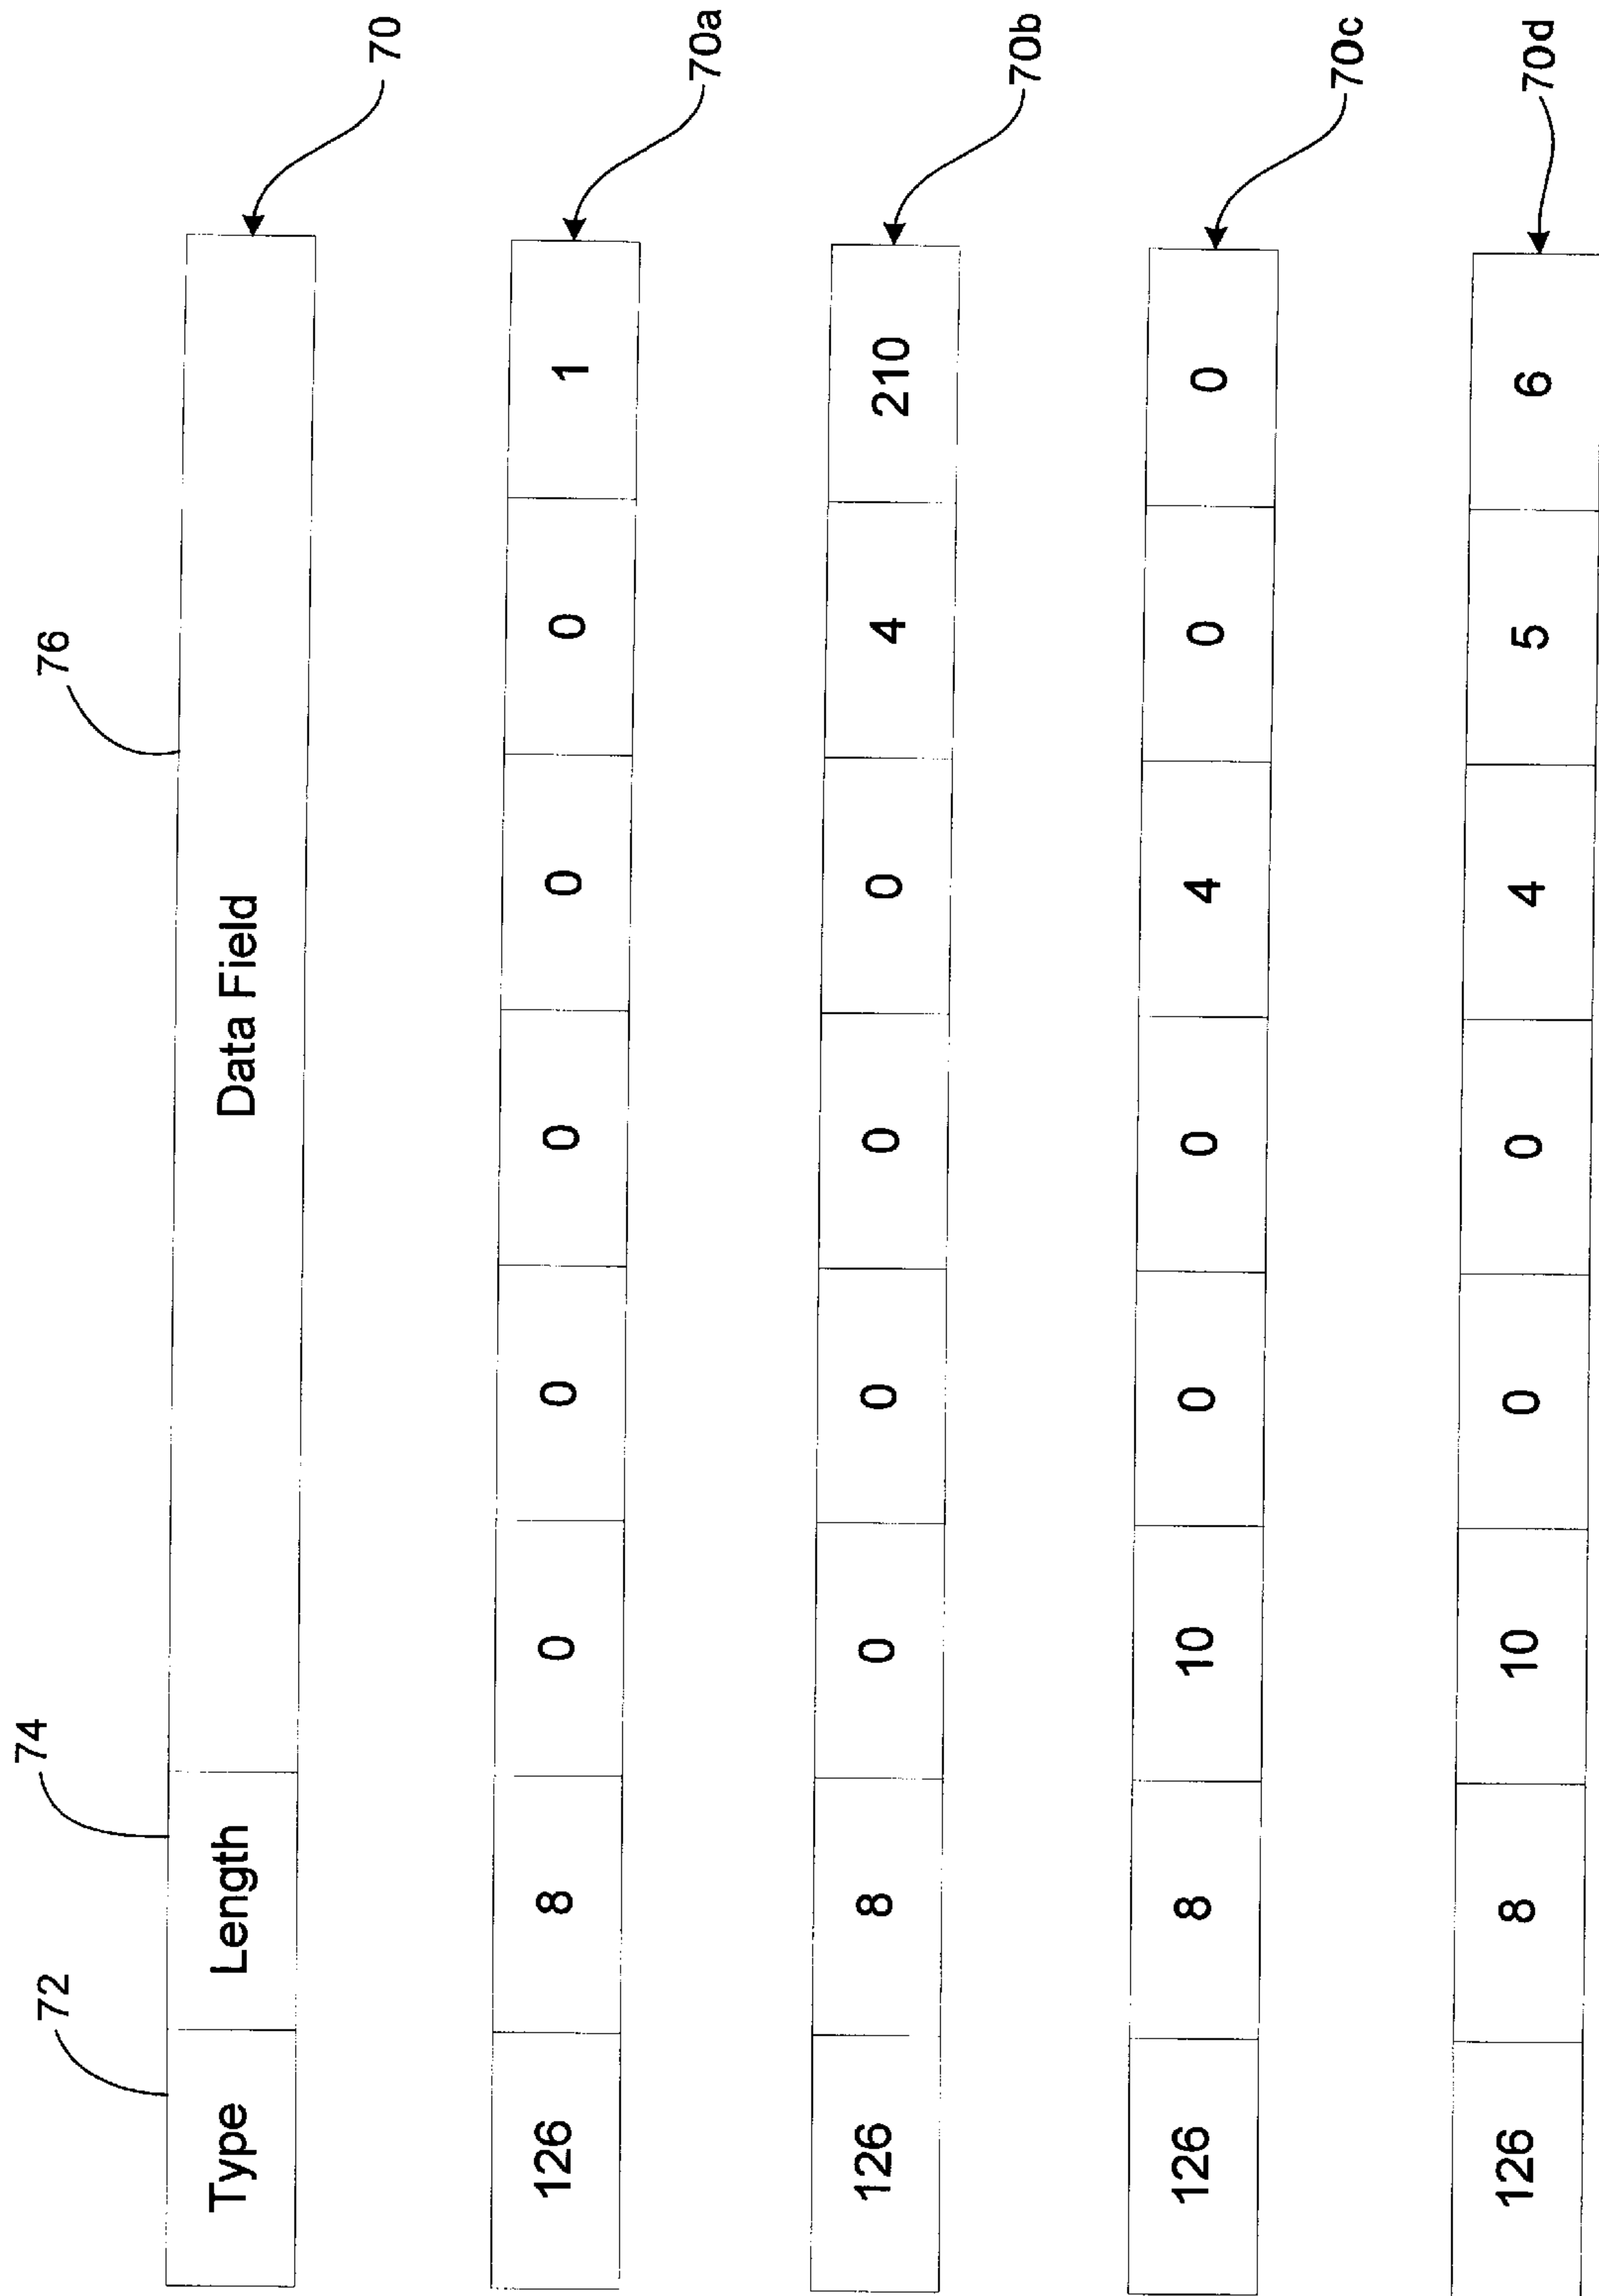 72
74
76
70
Type Length Data Field
70a
126 8 0 0 0 0 0 1
70b
126 8 0 0 0 0 4 210
70c
126 8 10 0 0 4 0 0
70d
126 8 10 0 0 4 5 6